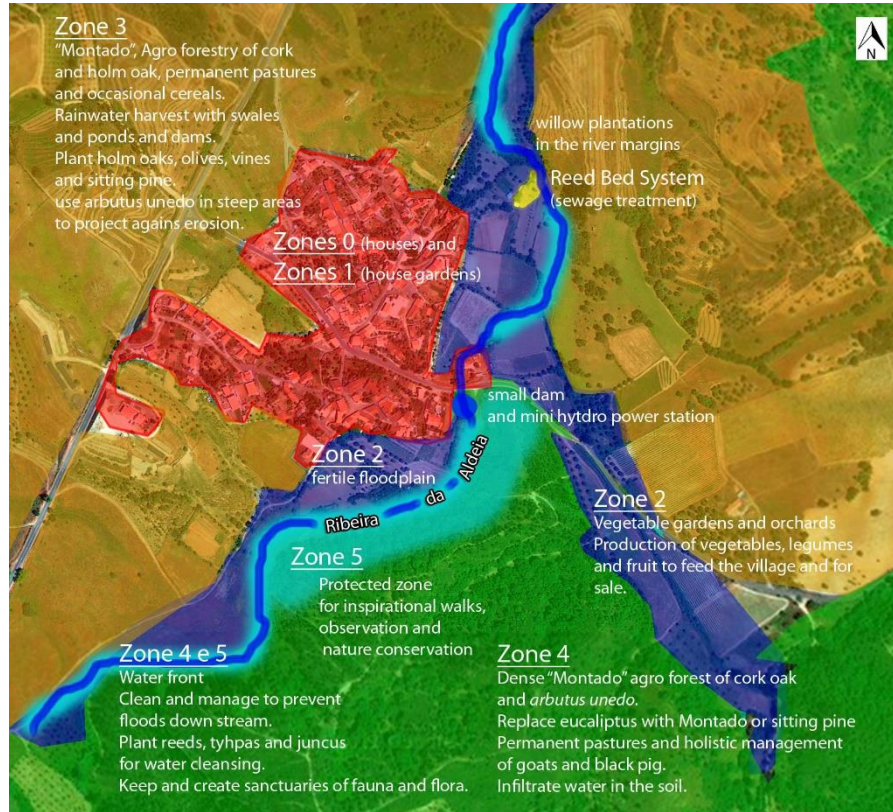 Zone 3
"Montado", Agro forestry of cork
and holm oak, permanent pastures
and occasional cereals.
Rainwater harvest with swales
and ponds and dams.
Plant holm oaks, olives, vines
and sitting pine.
use arbutus unedo in steep areas
to project agains erosion.
N
willow plantations
in the river margins
Reed Bed System
(sewage treatment)
Zones 0 (houses) and
Zones 1 (house gardens)
small dam
and mini hytdro power station
Zone 2
fertile floodplain
Ribeira da Aldeia
Zone 2
Vegetable gardens and orchards
Production of vegetables, legumes
and fruit to feed the village and for
sale.
Zone 5
Protected zone
for inspirational walks,
observation and
nature conservation
Zone 4 e 5
Water front
Clean and manage to prevent
floods down stream.
Plant reeds, tyhpas and juncus
for water cleansing.
Keep and create sanctuaries of fauna and flora.
Zone 4
Dense "Montado" agro forest of cork oak
and arbutus unedo.
Replace eucaliptus with Montado or sitting pine
Permanent pastures and holistic management
of goats and black pig.
Infiltrate water in the soil.